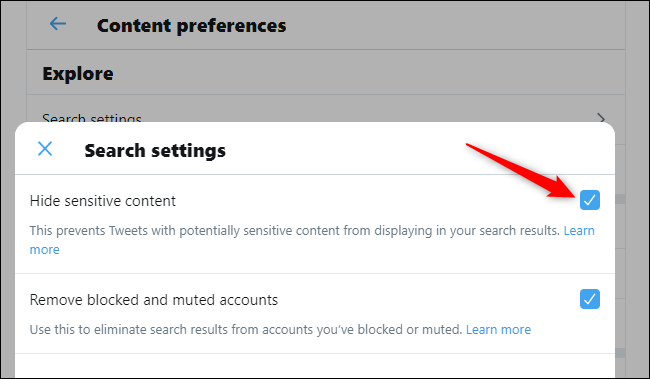 Content preferences
Explore
Search settings
Search settings
Hide sensitive content
This prevents Tweets with potentially sensitive content from displaying in your search results. Learn
more
Remove blocked and muted accounts
Use this to eliminate search results from accounts you've blocked or muted. Learn more